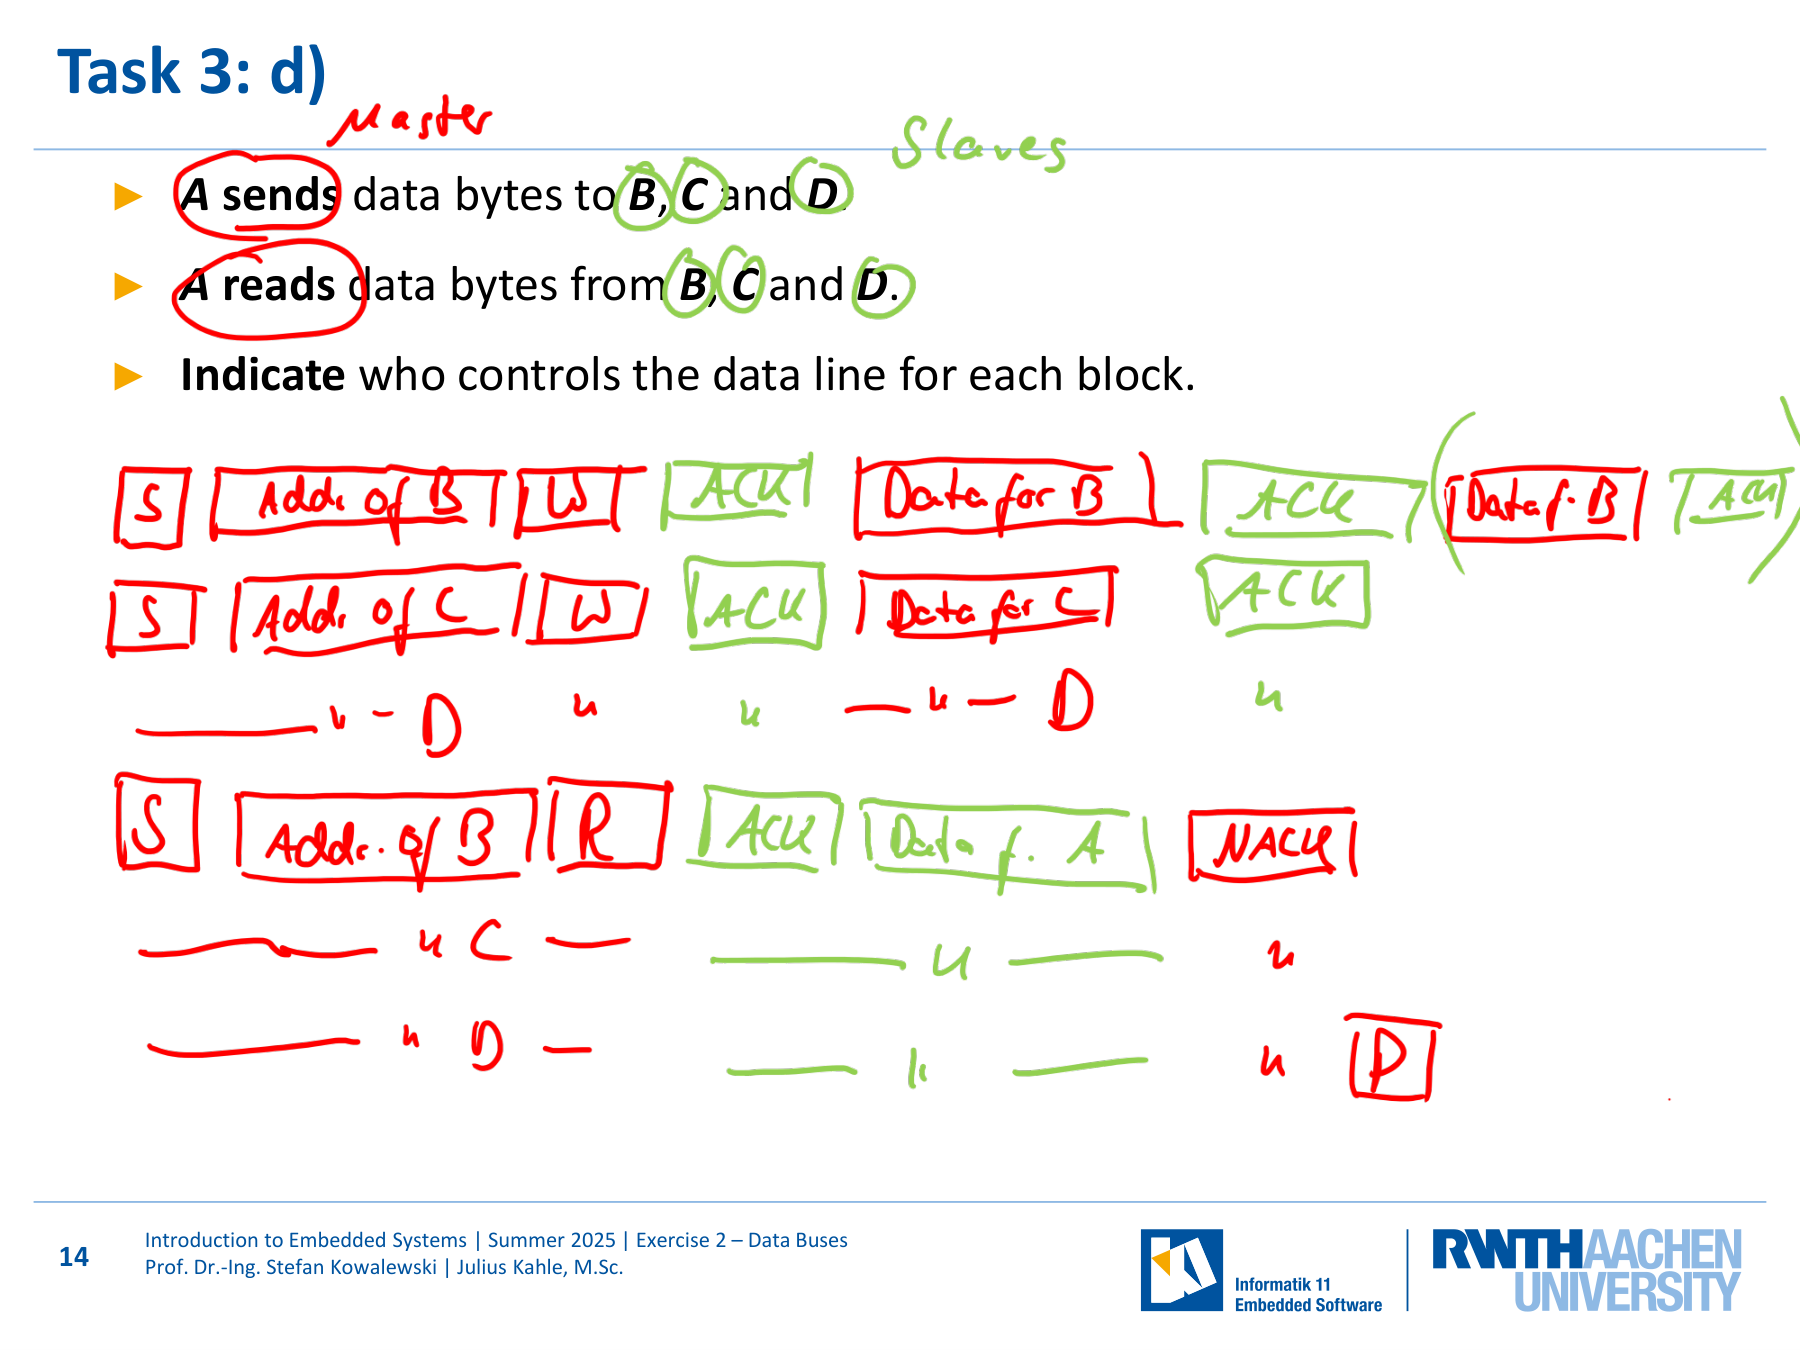 Task 3: d)
Master
Slaves
A sends data bytes to B, C and D.
A reads data bytes from B, C and D.
Indicate who controls the data line for each block.
S Addr. of B W ACK Data for B ACK (Data f. B ACK)
S Addr. of C W ACK Data for C ACK
" - D " " — " — D "
S Addr. of B R ACK Data f. A NACK
" C — — " — "
" D — — " — " P
14
Introduction to Embedded Systems | Summer 2025 | Exercise 2 – Data Buses
Prof. Dr.-Ing. Stefan Kowalewski | Julius Kahle, M.Sc.
Informatik 11
Embedded Software
RWTH AACHEN
UNIVERSITY